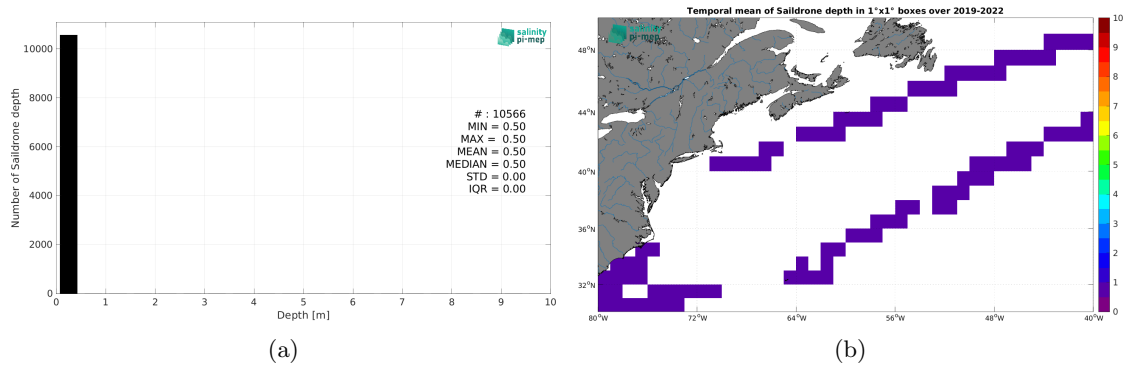 salinity
pi-mep
10000
8000
6000
4000
2000
0
Number of Saildrone depth
# : 10566
MIN = 0.50
MAX = 0.50
MEAN = 0.50
MEDIAN = 0.50
STD = 0.00
IQR = 0.00
0 1 2 3 4 5 6 7 8 9 10
Depth [m]
(a)
Temporal mean of Saildrone depth in 1°x1° boxes over 2019-2022
salinity
pi-mep
48°N
44°N
40°N
36°N
32°N
80°W 72°W 64°W 56°W 48°W 40°W
10
9
8
7
6
5
4
3
2
1
0
(b)